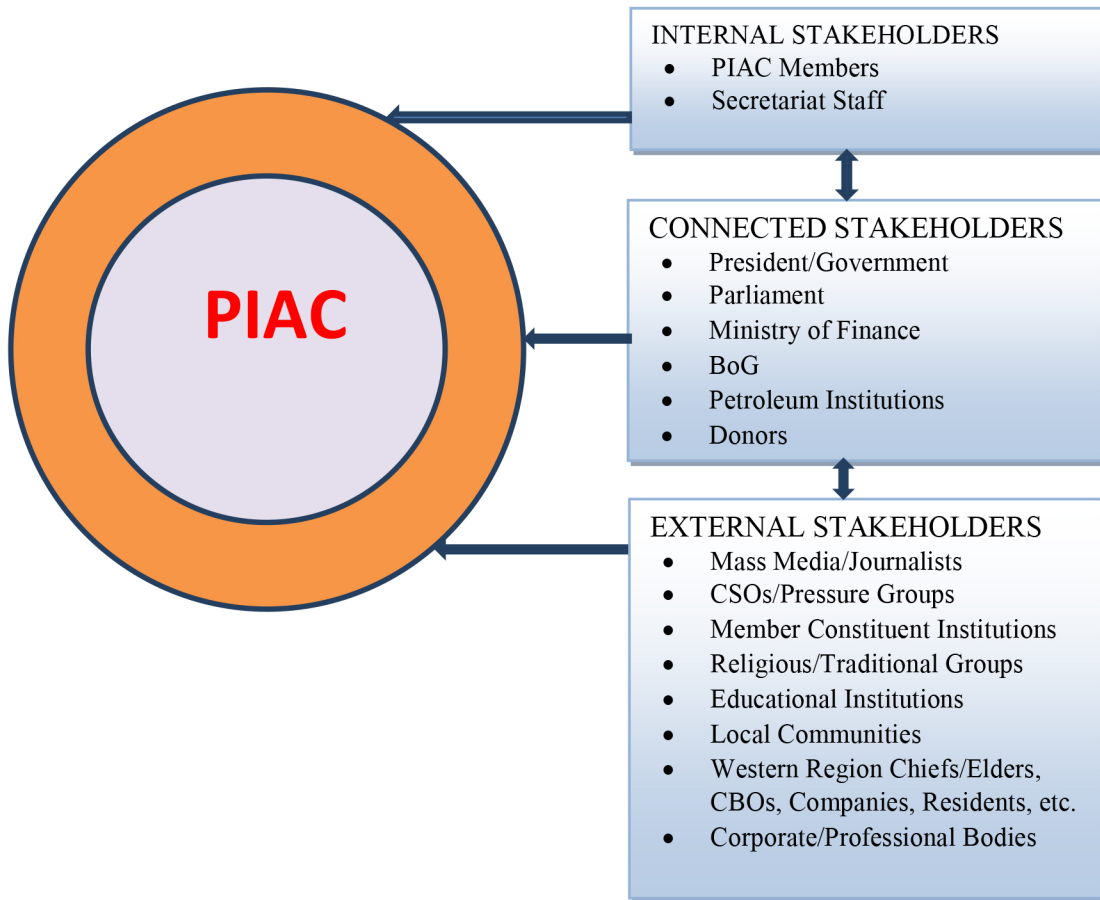 PIAC
INTERNAL STAKEHOLDERS
• PIAC Members
• Secretariat Staff
CONNECTED STAKEHOLDERS
• President/Government
• Parliament
• Ministry of Finance
• BoG
• Petroleum Institutions
• Donors
EXTERNAL STAKEHOLDERS
• Mass Media/Journalists
• CSOs/Pressure Groups
• Member Constituent Institutions
• Religious/Traditional Groups
• Educational Institutions
• Local Communities
• Western Region Chiefs/Elders,
CBOs, Companies, Residents, etc.
• Corporate/Professional Bodies